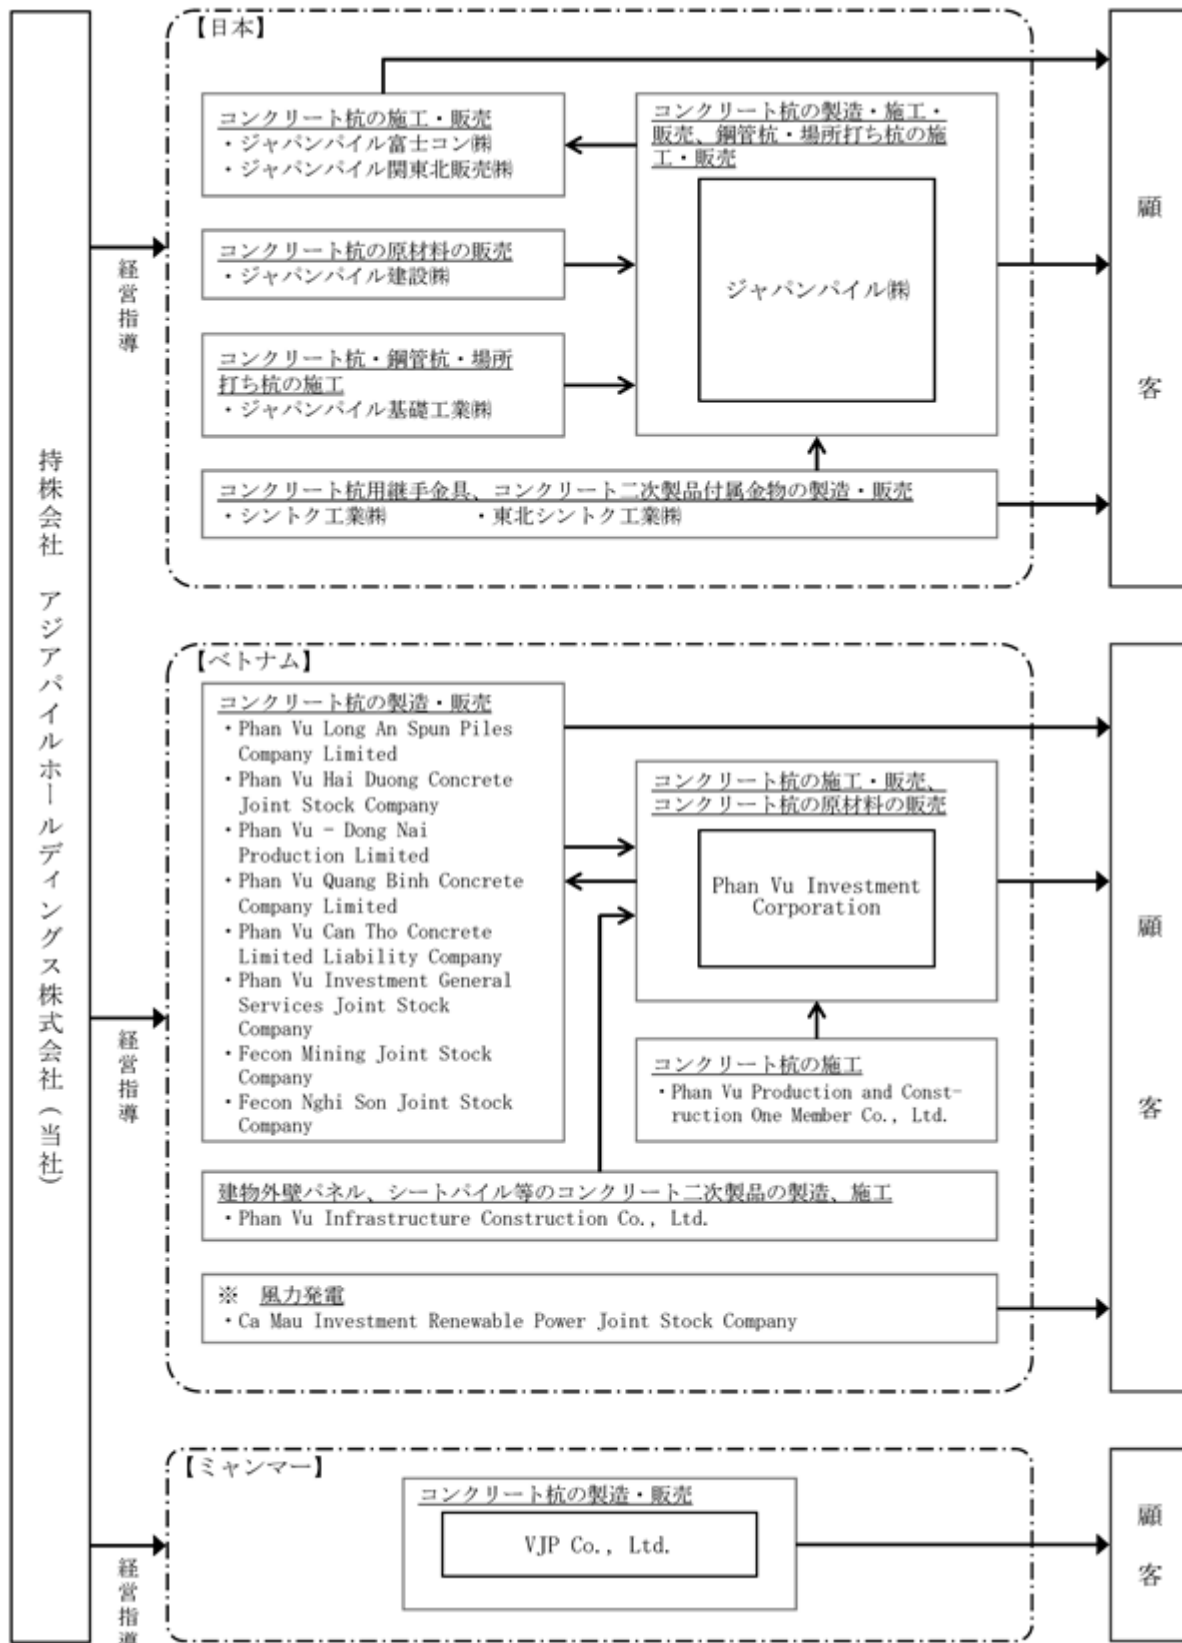 持株会社　アジアパイルホールディングス株式会社(当社)
経営指導
【日本】
コンクリート杭の施工・販売
・ジャパンパイル富士コン㈱
・ジャパンパイル関東北販売㈱
コンクリート杭の原材料の販売
・ジャパンパイル建設㈱
コンクリート杭・鋼管杭・場所
打ち杭の施工
・ジャパンパイル基礎工業㈱
コンクリート杭の製造・施工・
販売、鋼管杭・場所打ち杭の施
工・販売
ジャパンパイル㈱
コンクリート杭用継手金具、コンクリート二次製品付属金物の製造・販売
・シントク工業㈱　　　　・東北シントク工業㈱
顧客
経営指導
【ベトナム】
コンクリート杭の製造・販売
・Phan Vu Long An Spun Piles
Company Limited
・Phan Vu Hai Duong Concrete
Joint Stock Company
・Phan Vu - Dong Nai
Production Limited
・Phan Vu Quang Binh Concrete
Company Limited
・Phan Vu Can Tho Concrete
Limited Liability Company
・Phan Vu Investment General
Services Joint Stock
Company
・Fecon Mining Joint Stock
Company
・Fecon Nghi Son Joint Stock
Company
コンクリート杭の施工・販売、
コンクリート杭の原材料の販売
Phan Vu Investment
Corporation
コンクリート杭の施工
・Phan Vu Production and Const-
ruction One Member Co., Ltd.
建物外壁パネル、シートパイル等のコンクリート二次製品の製造、施工
・Phan Vu Infrastructure Construction Co., Ltd.
※　風力発電
・Ca Mau Investment Renewable Power Joint Stock Company
顧客
経営指導
【ミャンマー】
コンクリート杭の製造・販売
VJP Co., Ltd.
顧客